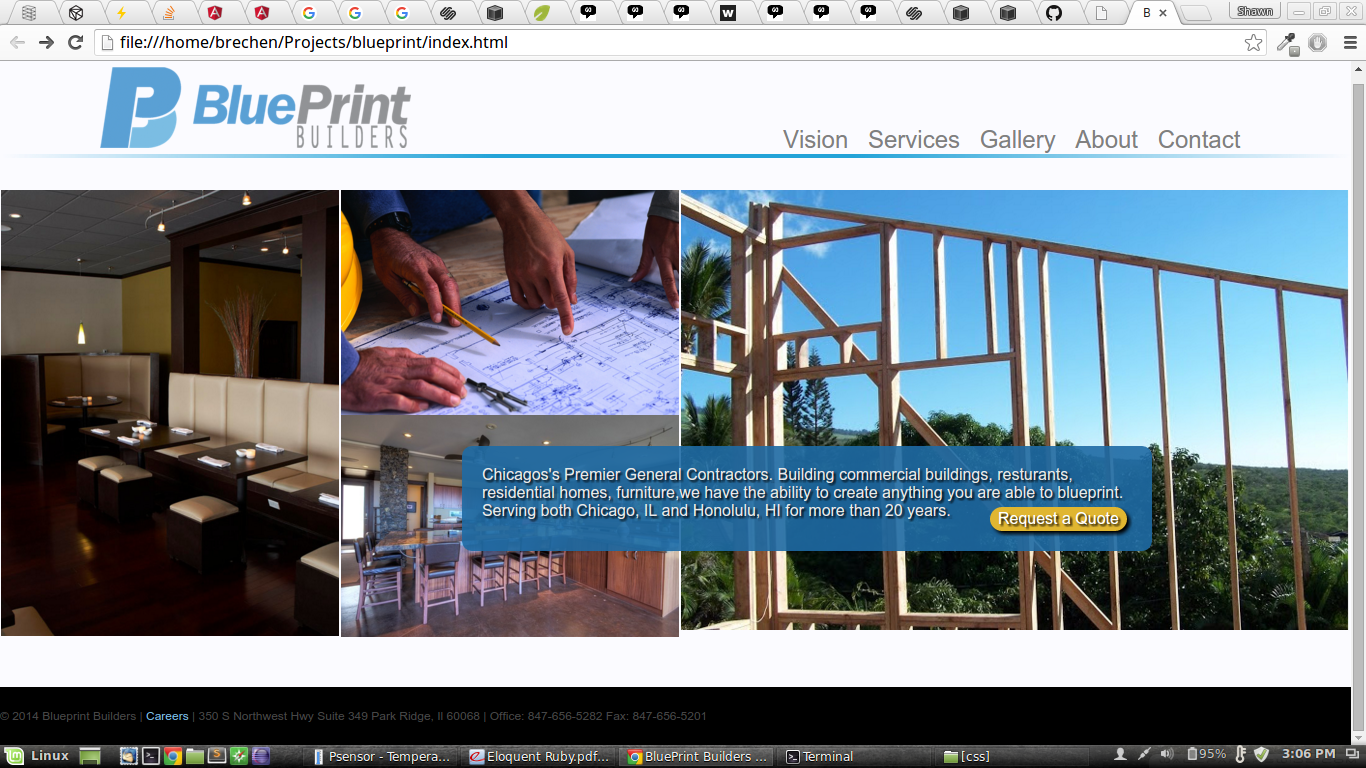 B
Shawn
file:///home/brechen/Projects/blueprint/index.html
BluePrint
BUILDERS
Vision Services Gallery About Contact
Chicagos's Premier General Contractors. Building commercial buildings, resturants,
residential homes, furniture,we have the ability to create anything you are able to blueprint.
Serving both Chicago, IL and Honolulu, HI for more than 20 years.
Request a Quote
© 2014 Blueprint Builders | Careers | 350 S Northwest Hwy Suite 349 Park Ridge, Il 60068 | Office: 847-656-5282 Fax: 847-656-5201
Linux Psensor - Tempera... Eloquent Ruby.pdf... BluePrint Builders ... Terminal [css] 95% 3:06 PM